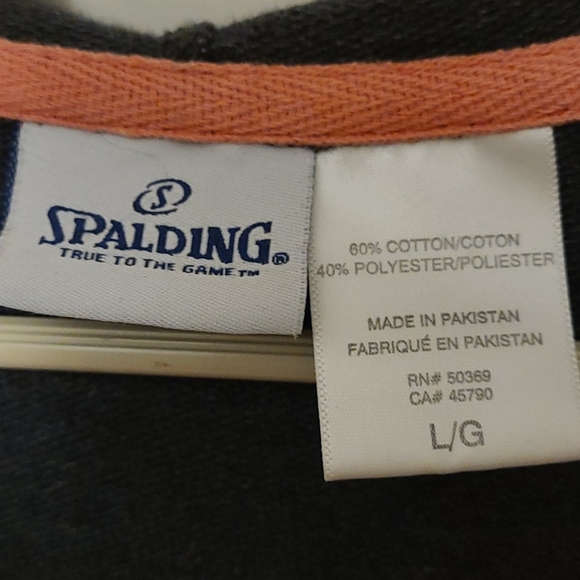 S
SPALDING®
TRUE TO THE GAME™
60% COTTON/COTON
40% POLYESTER/POLIESTER
MADE IN PAKISTAN
FABRIQUÉ EN PAKISTAN
RN# 50369
CA# 45790
L/G